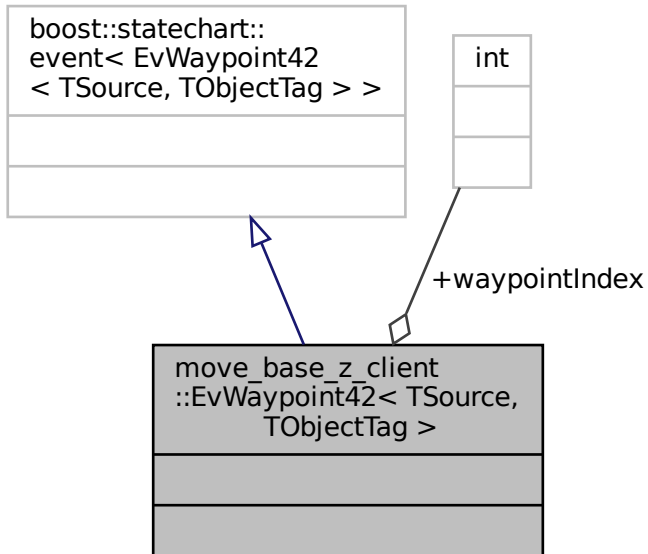 boost::statechart::
event< EvWaypoint42
< TSource, TObjectTag > >
int
+waypointIndex
move_base_z_client
::EvWaypoint42< TSource,
TObjectTag >